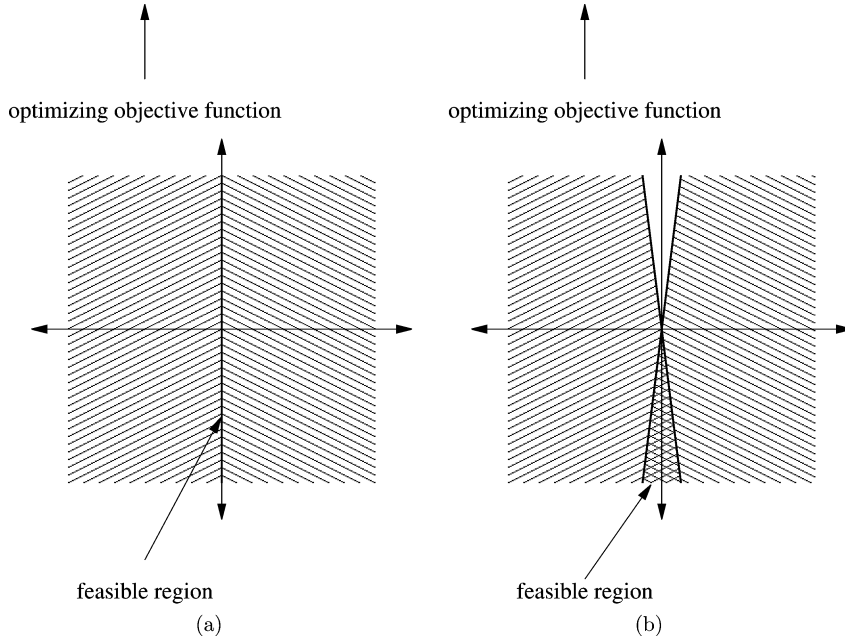 optimizing objective function
feasible region
(a)
optimizing objective function
feasible region
(b)